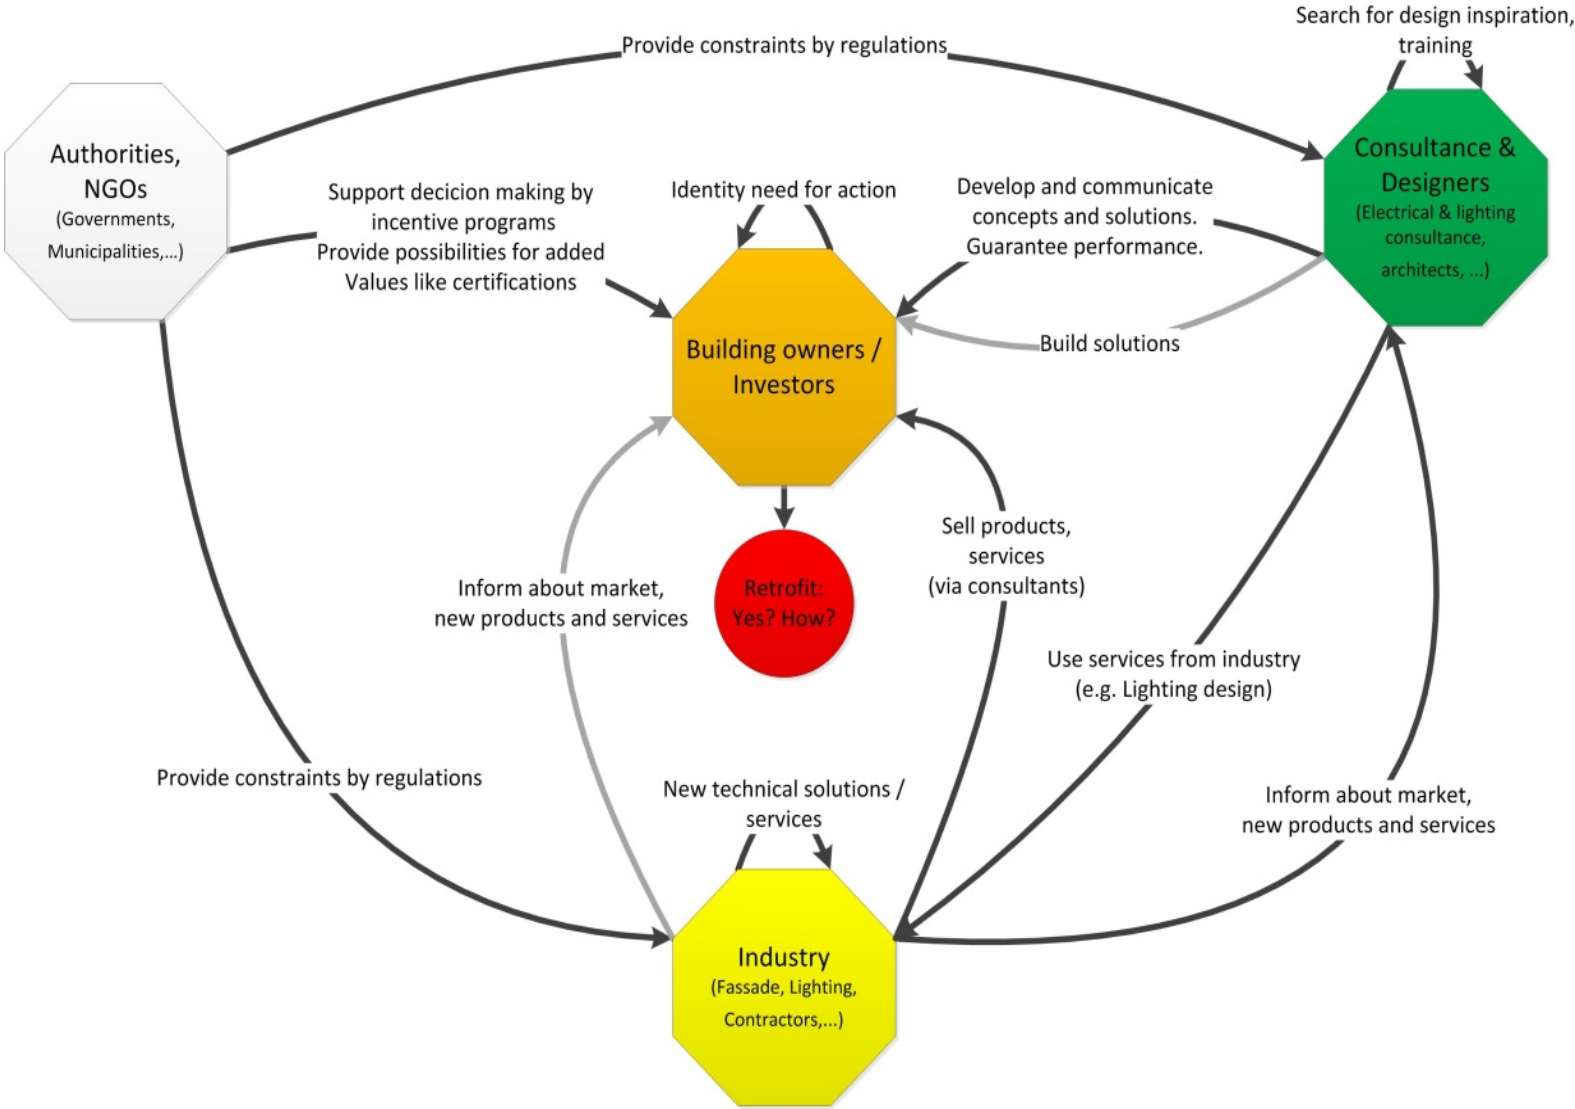 Search for design inspiration,
training
Provide constraints by regulations
Authorities,
NGOs
(Governments,
Municipalities,...)
Support decicion making by
incentive programs
Provide possibilities for added
Values like certifications
Identity need for action
Develop and communicate
concepts and solutions.
Guarantee performance.
Consultance &
Designers
(Electrical & lighting
consultance,
architects, ...)
Build solutions
Building owners /
Investors
Sell products,
services
(via consultants)
Inform about market,
new products and services
Retrofit:
Yes? How?
Use services from industry
(e.g. Lighting design)
Provide constraints by regulations
New technical solutions /
services
Inform about market,
new products and services
Industry
(Fassade, Lighting,
Contractors,...)